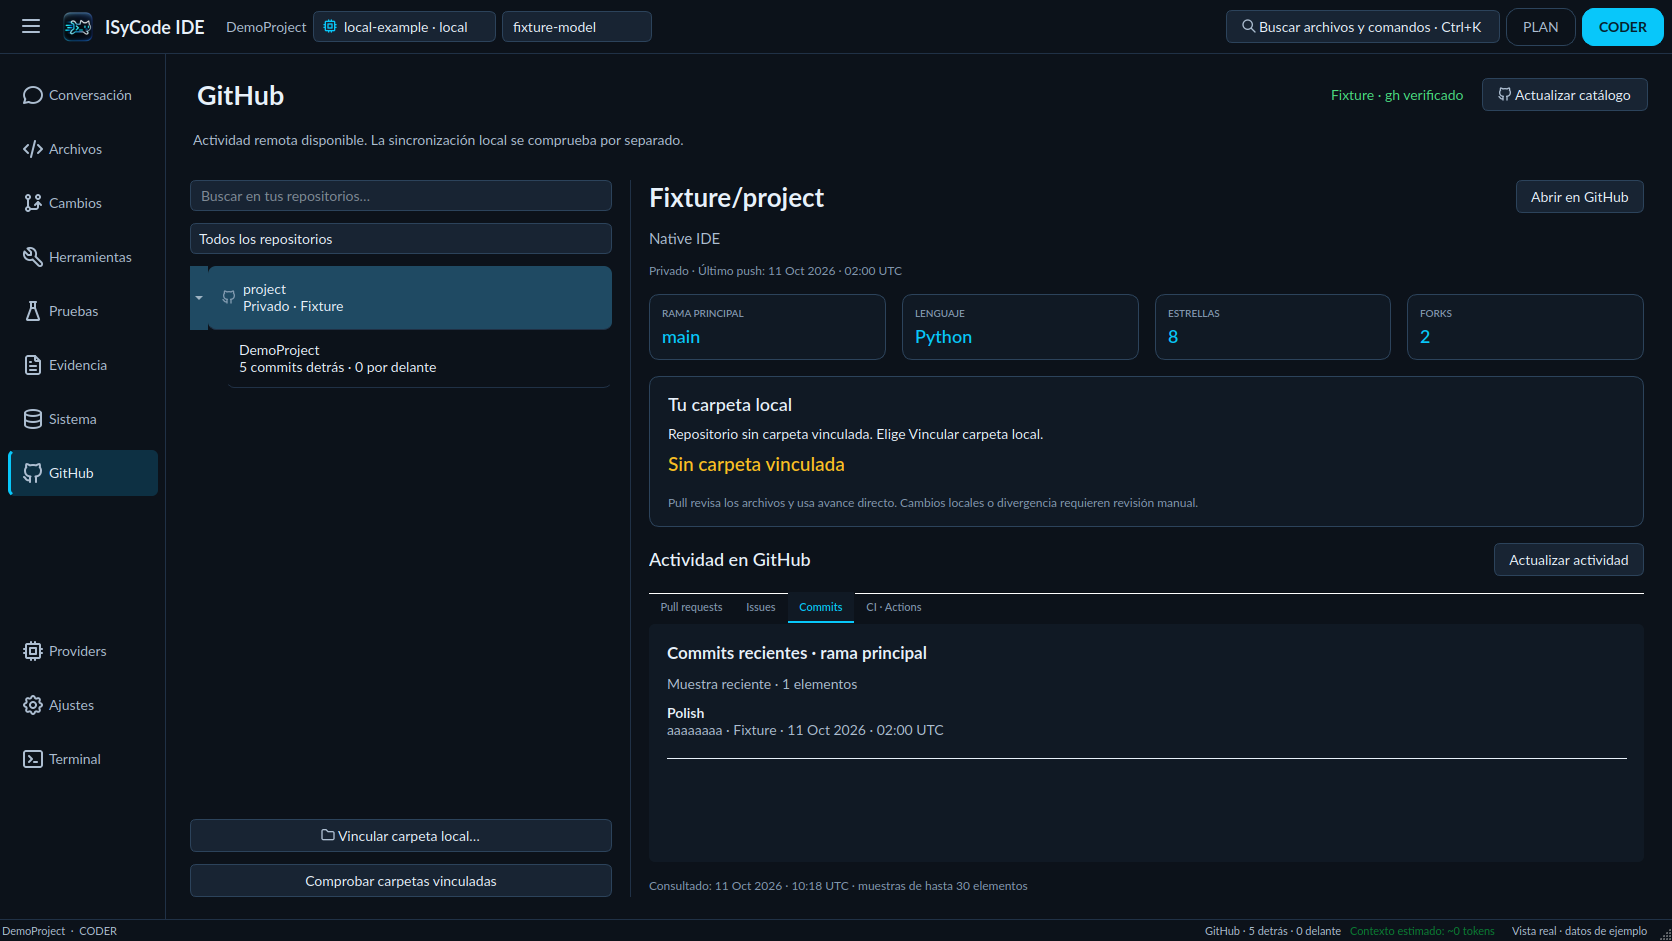 ISyCode IDE
DemoProject
local-example · local
fixture-model
Buscar archivos y comandos · Ctrl+K
PLAN
CODER
Conversación
Archivos
Cambios
Herramientas
Pruebas
Evidencia
Sistema
GitHub
Providers
Ajustes
Terminal
GitHub
Fixture · gh verificado
Actualizar catálogo
Actividad remota disponible. La sincronización local se comprueba por separado.
Buscar en tus repositorios...
Todos los repositorios
project
Privado · Fixture
DemoProject
5 commits detrás · 0 por delante
Vincular carpeta local...
Comprobar carpetas vinculadas
Fixture/project
Abrir en GitHub
Native IDE
Privado · Último push: 11 Oct 2026 · 02:00 UTC
RAMA PRINCIPAL
main
LENGUAJE
Python
ESTRELLAS
8
FORKS
2
Tu carpeta local
Repositorio sin carpeta vinculada. Elige Vincular carpeta local.
Sin carpeta vinculada
Pull revisa los archivos y usa avance directo. Cambios locales o divergencia requieren revisión manual.
Actividad en GitHub
Actualizar actividad
Pull requests
Issues
Commits
CI · Actions
Commits recientes · rama principal
Muestra reciente · 1 elementos
Polish
aaaaaaaa · Fixture · 11 Oct 2026 · 02:00 UTC
Consultado: 11 Oct 2026 · 10:18 UTC · muestras de hasta 30 elementos
DemoProject · CODER
GitHub · 5 detrás · 0 delante
Contexto estimado: ~0 tokens
Vista real · datos de ejemplo